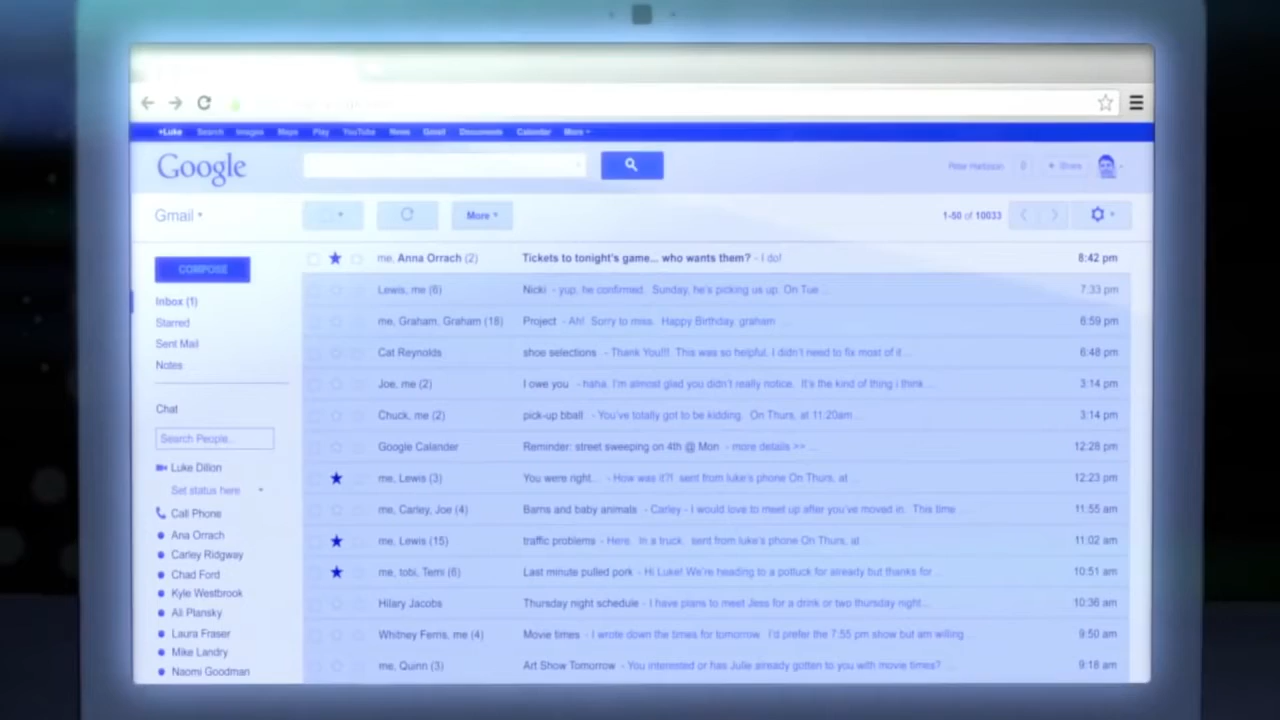 +Luke Search Images Maps Play YouTube News Gmail Documents Calendar More
Google
Peter Harbison 0 + Share
Gmail
More
1-50 of 10033
COMPOSE
Inbox (1)
Starred
Sent Mail
Notes
Chat
Search People...
Luke Dillon
Set status here
Call Phone
Ana Orrach
Carley Ridgway
Chad Ford
Kyle Westbrook
Ali Plansky
Laura Fraser
Mike Landry
Naomi Goodman
me, Anna Orrach (2) Tickets to tonight's game... who wants them? - I do! 8:42 pm
Lewis, me (6) Nicki - yup, he confirmed. Sunday, he's picking us up. On Tue ... 7:33 pm
me, Graham, Graham (18) Project - Ah! Sorry to miss. Happy Birthday, graham ... 6:59 pm
Cat Reynolds shoe selections - Thank You!!! This was so helpful, I didn't need to fix most of it... 6:48 pm
Joe, me (2) I owe you - haha, I'm almost glad you didn't really notice. It's the kind of thing i think.... 3:14 pm
Chuck, me (2) pick-up bball - You've totally got to be kidding. On Thurs, at 11:20am ... 3:14 pm
Google Calander Reminder: street sweeping on 4th @ Mon - more details >> ... 12:28 pm
me, Lewis (3) You were right... - How was it?! sent from luke's phone On Thurs, at ... 12:23 pm
me, Carley, Joe (4) Barns and baby animals - Carley - I would love to meet up after you've moved in. This time ... 11:55 am
me, Lewis (15) traffic problems - Here. In a truck. sent from luke's phone On Thurs, at 11:02 am
me, tobi, Terri (6) Last minute pulled pork - Hi Luke! We're heading to a potluck for already but thanks for ... 10:51 am
Hilary Jacobs Thursday night schedule - I have plans to meet Jess for a drink or two thursday night... 10:36 am
Whitney Ferris, me (4) Movie times - I wrote down the times for tomorrow. I'd prefer the 7:55 pm show but am willing 9:50 am
me, Quinn (3) Art Show Tomorrow - You interested or has Julie already gotten to you with movie times? ... 9:18 am